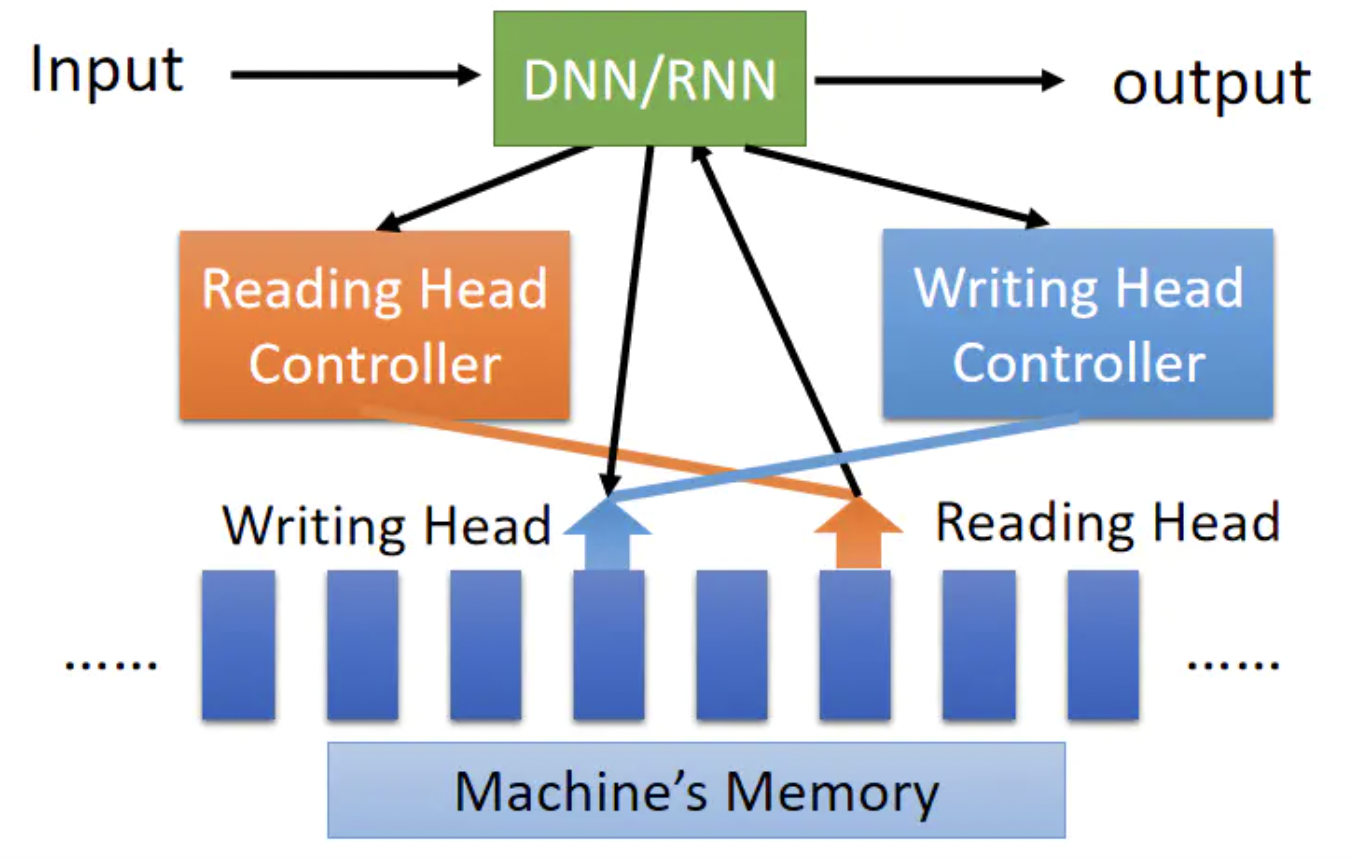 Input
DNN/RNN
output
Reading Head
Controller
Writing Head
Controller
Writing Head
Reading Head
......
......
Machine's Memory